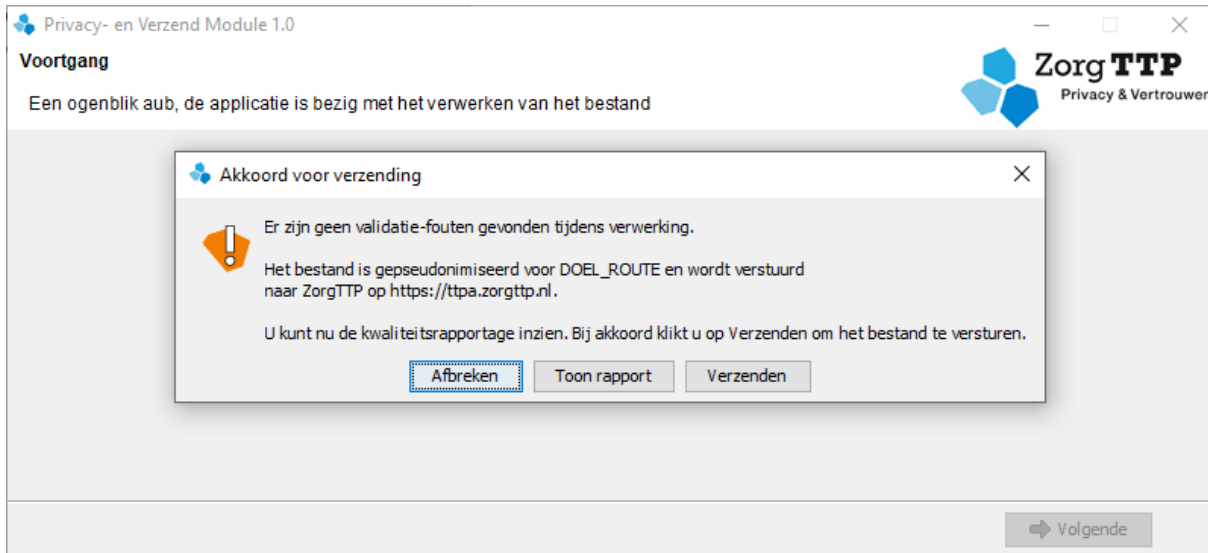 Privacy- en Verzend Module 1.0
Voortgang
Een ogenblik aub, de applicatie is bezig met het verwerken van het bestand
Zorg TTP
Privacy & Vertrouwen
Akkoord voor verzending
Er zijn geen validatie-fouten gevonden tijdens verwerking.
Het bestand is gepseudonimiseerd voor DOEL_ROUTE en wordt verstuurd
naar ZorgTTP op https://ttpa.zorgttp.nl.
U kunt nu de kwaliteitsrapportage inzien. Bij akkoord klikt u op Verzenden om het bestand te versturen.
Afbreken Toon rapport Verzenden
Volgende